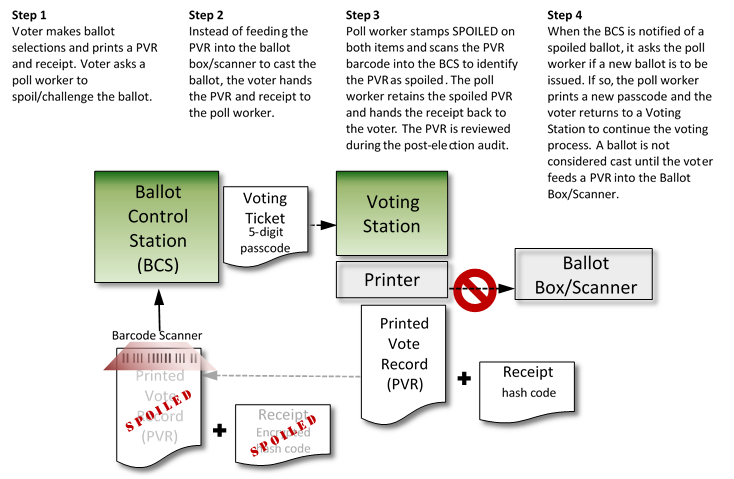 Step 1
Voter makes ballot
selections and prints a PVR
and receipt. Voter asks a
poll worker to
spoil/challenge the ballot.
Step 2
Instead of feeding the
PVR into the ballot
box/scanner to cast the
ballot, the voter hands
the PVR and receipt to
the poll worker.
Step 3
Poll worker stamps SPOILED on
both items and scans the PVR
barcode into the BCS to identify
the PVR as spoiled. The poll
worker retains the spoiled PVR
and hands the receipt back to
the voter. The PVR is reviewed
during the post-election audit.
Step 4
When the BCS is notified of a
spoiled ballot, it asks the poll
worker if a new ballot is to be
issued. If so, the poll worker
prints a new passcode and the
voter returns to a Voting
Station to continue the voting
process. A ballot is not
considered cast until the voter
feeds a PVR into the Ballot
Box/Scanner.
Ballot
Control
Station
(BCS)
Voting
Ticket
5-digit
passcode
Voting
Station
Printer
Ballot
Box/Scanner
Printed
Vote
Record
(PVR)
+
Receipt
hash code
Barcode Scanner
Printed
Vote
Record
(PVR)
SPOILED
+
Receipt
Encrypted
hash code
SPOILED